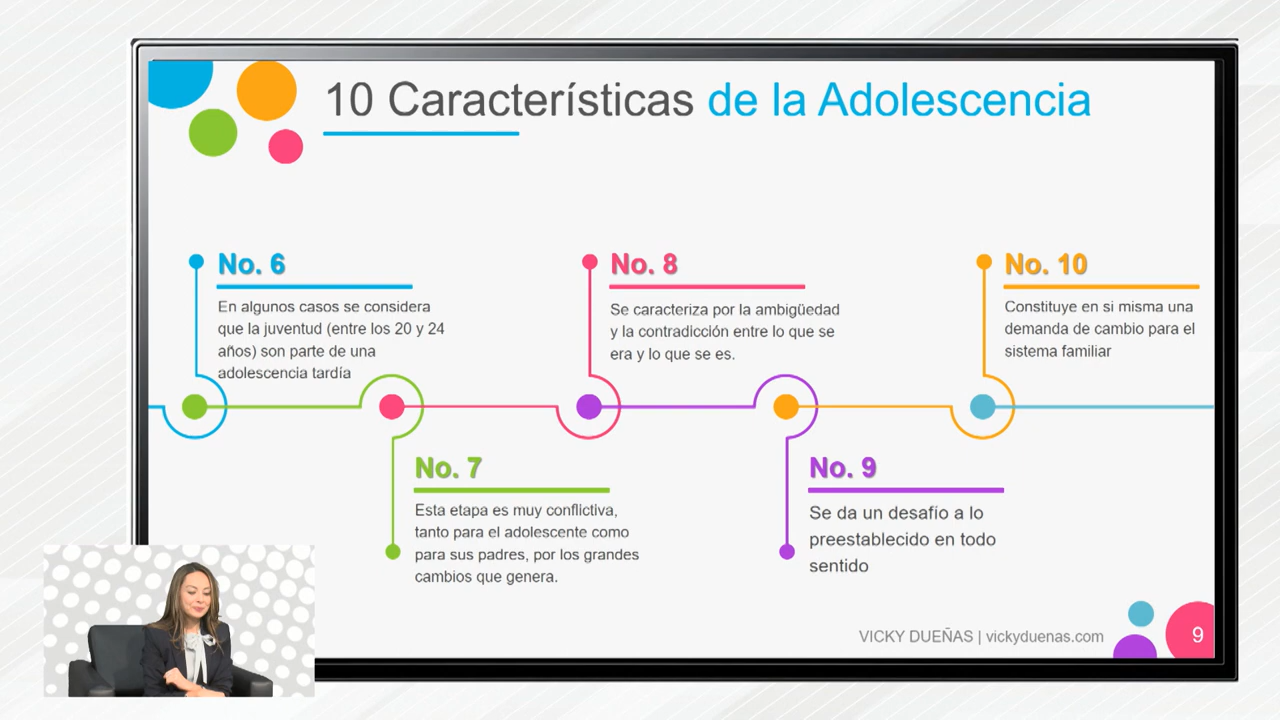 10 Características de la Adolescencia
No. 6
En algunos casos se considera
que la juventud (entre los 20 y 24
años) son parte de una
adolescencia tardía
No. 7
Esta etapa es muy conflictiva,
tanto para el adolescente como
para sus padres, por los grandes
cambios que genera.
No. 8
Se caracteriza por la ambigüedad
y la contradicción entre lo que se
era y lo que se es.
No. 9
Se da un desafío a lo
preestablecido en todo
sentido
No. 10
Constituye en si misma una
demanda de cambio para el
sistema familiar
VICKY DUEÑAS | vickyduenas.com
9